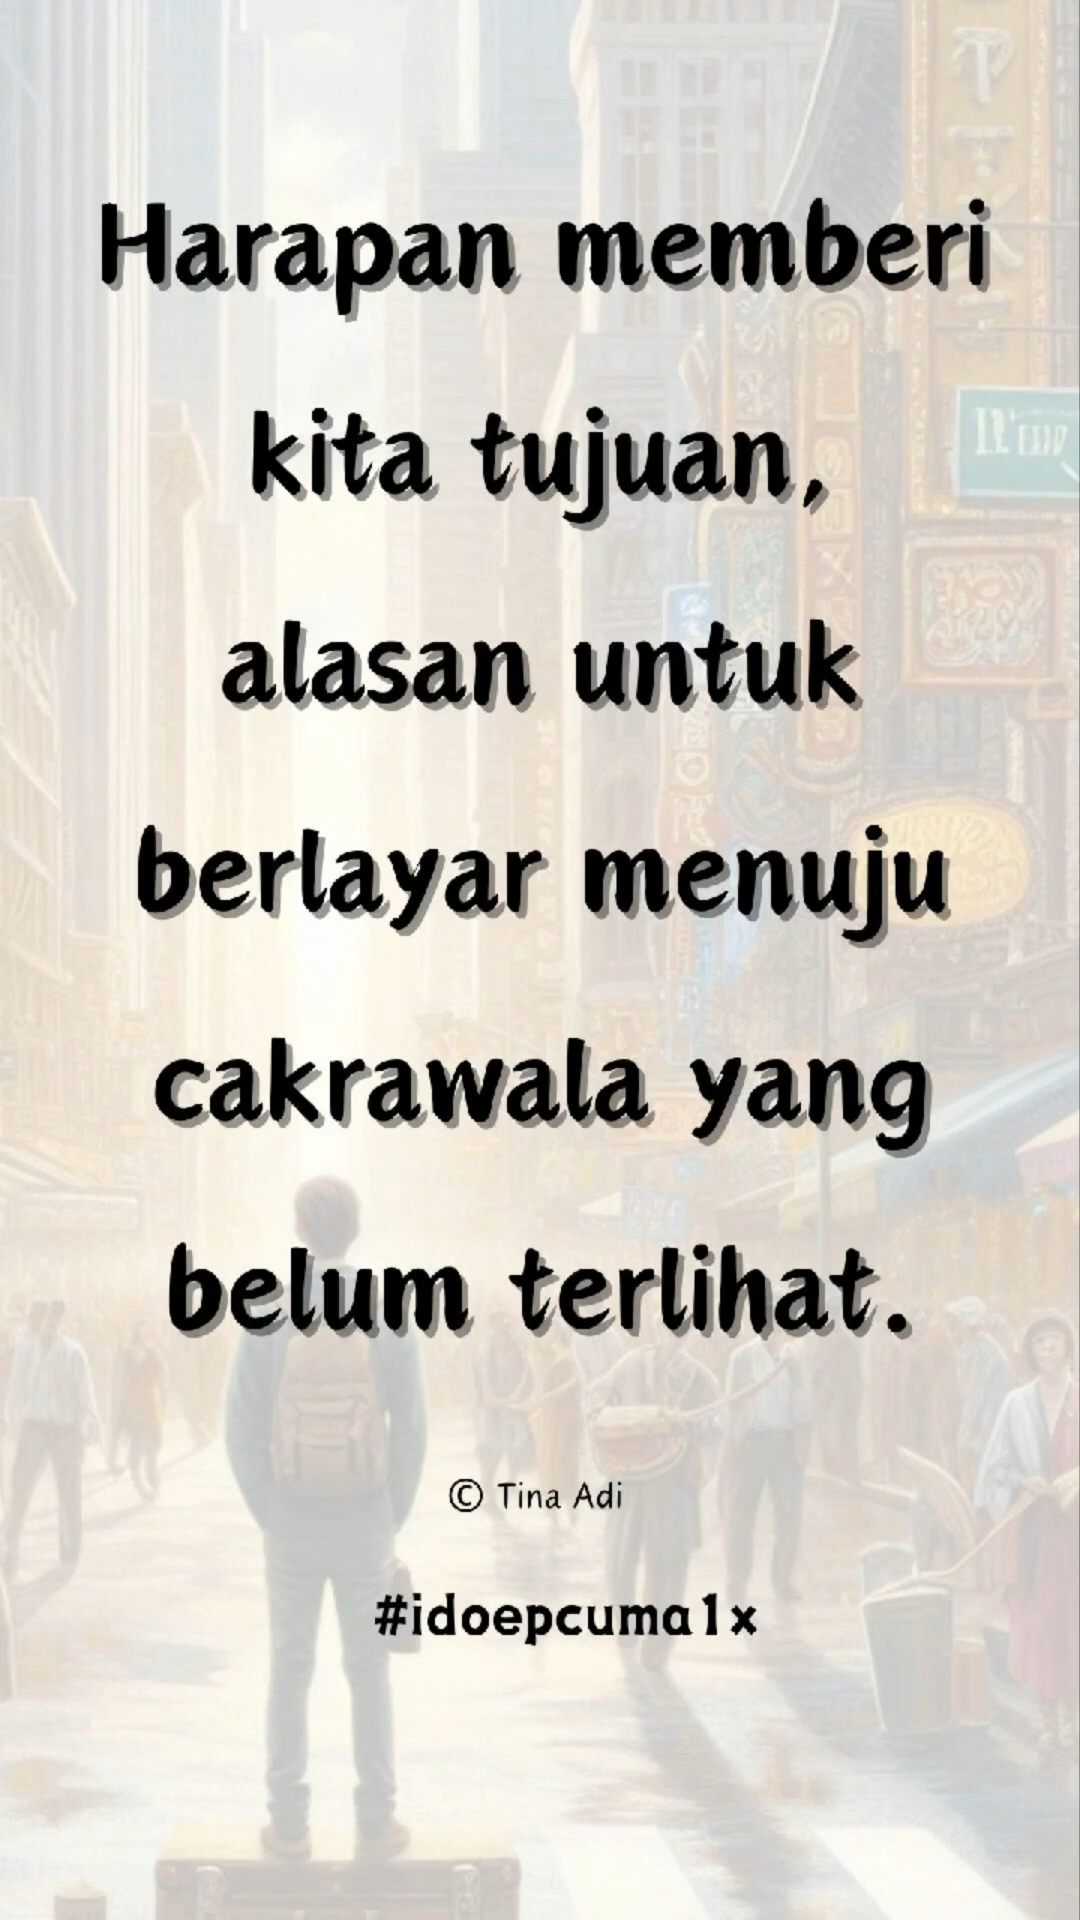 Harapan memberi
kita tujuan,
alasan untuk
berlayar menuju
cakrawala yang
belum terlihat.
© Tina Adi
#idoepcuma1x